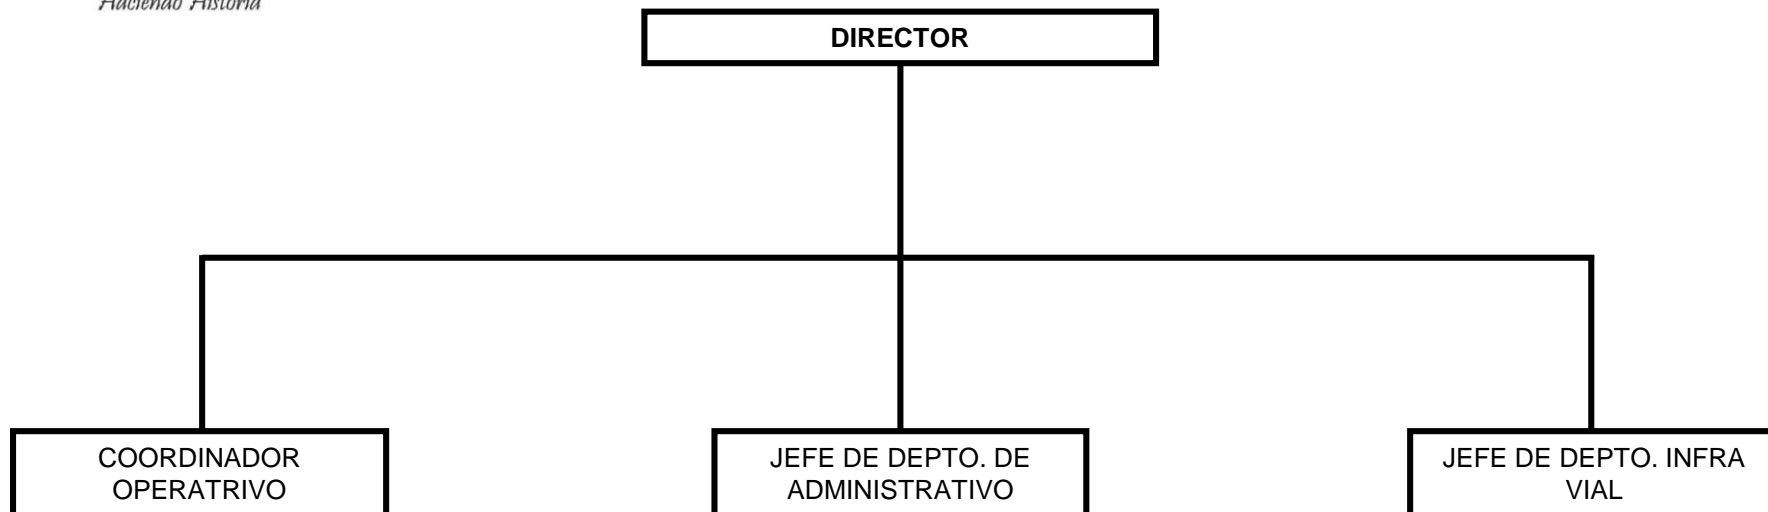 Haciendo Historia
DIRECTOR
COORDINADOR
OPERATRIVO
JEFE DE DEPTO. DE
ADMINISTRATIVO
JEFE DE DEPTO. INFRA
VIAL